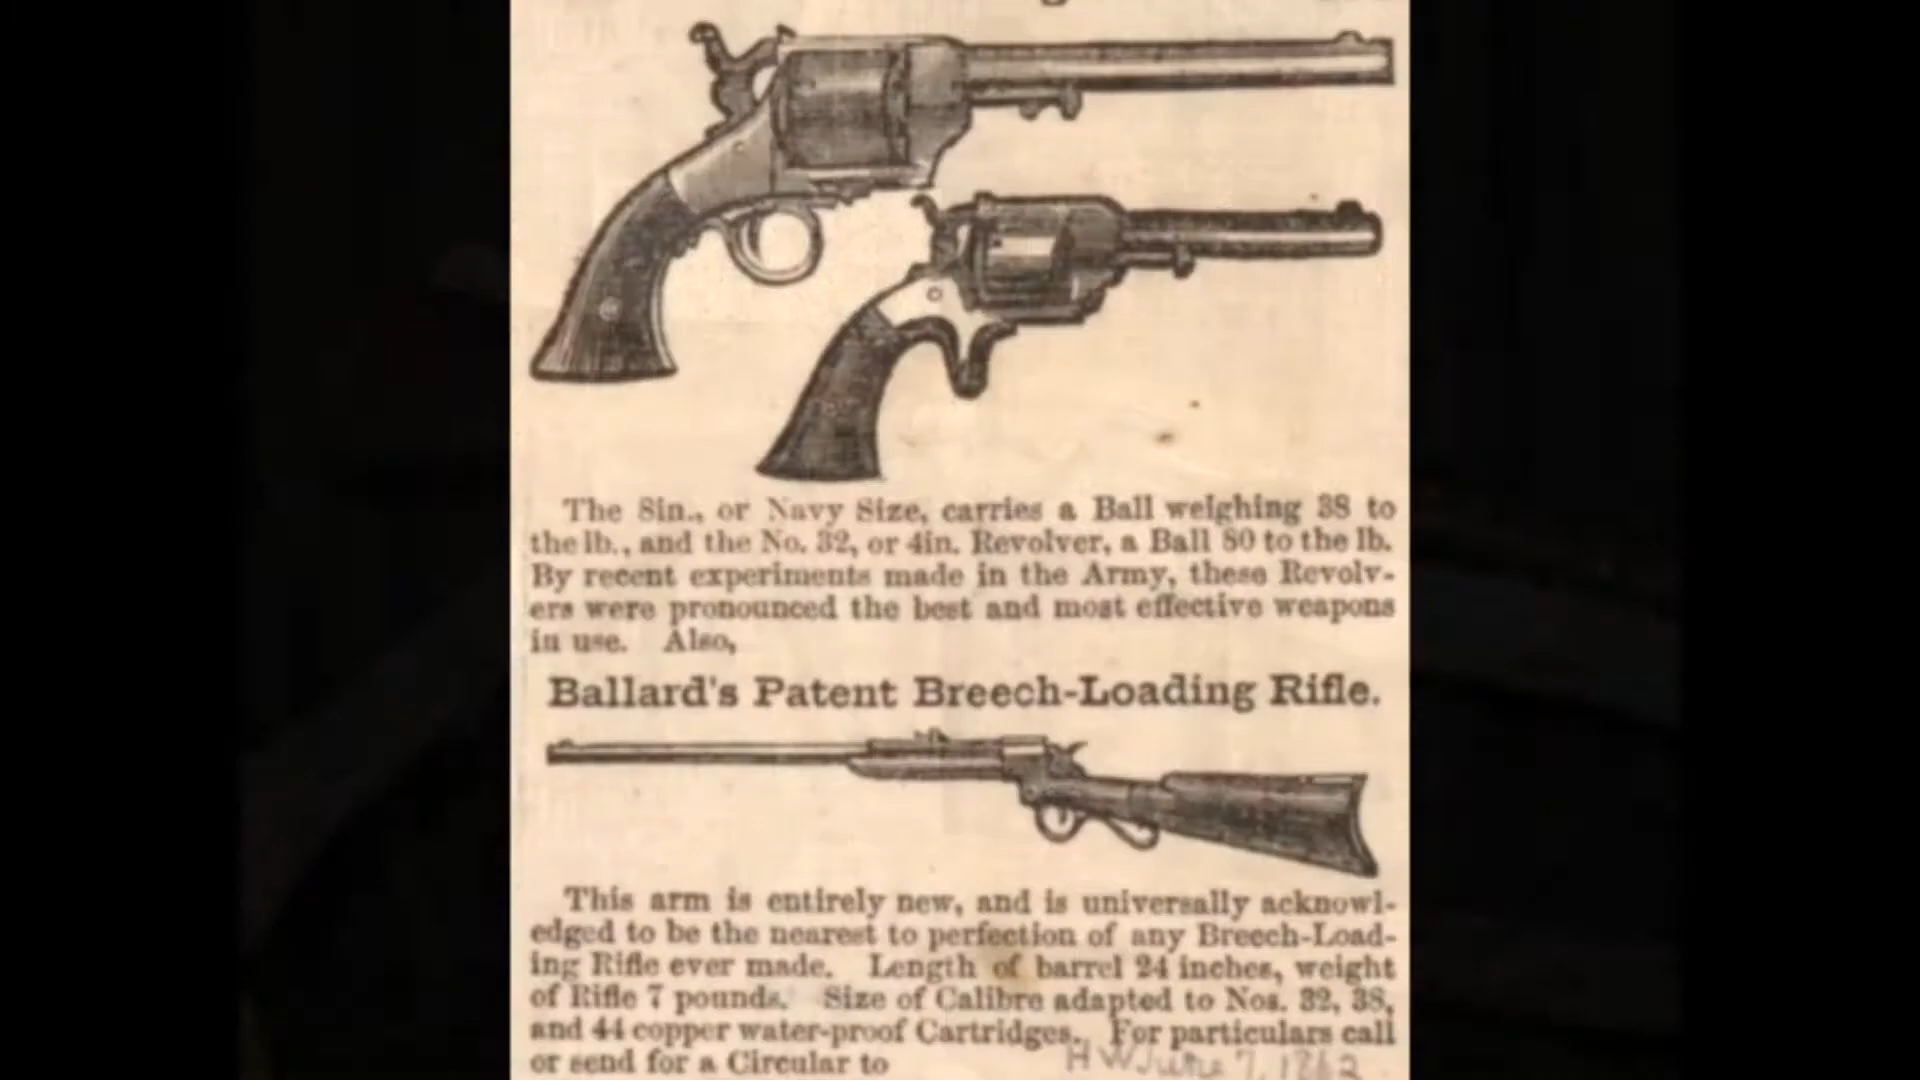 The 8in., or Navy Size, carries a Ball weighing 38 to
the lb., and the No. 32, or 4in. Revolver, a Ball 80 to the lb.
By recent experiments made in the Army, these Revolv-
ers were pronounced the best and most effective weapons
in use. Also,
Ballard's Patent Breech-Loading Rifle.
This arm is entirely new, and is universally acknowl-
edged to be the nearest to perfection of any Breech-Load-
ing Rifle ever made. Length of barrel 24 inches, weight
of Rifle 7 pounds. Size of Calibre adapted to Nos. 32, 38,
and 44 copper water-proof Cartridges. For particulars call
or send for a Circular to
H W June 7, 1862